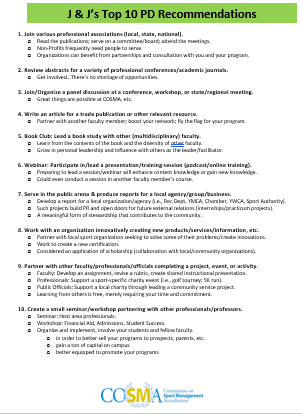 J & J's Top 10 PD Recommendations
1. Join various professional associations (local, state, national).
Read the publications; serve on a committee/board; attend the meetings.
Non-Profits frequently need people to serve.
Organizations can benefit from partnerships and consultation with you and your program.
2. Review abstracts for a variety of professional conferences/academic journals.
Get involved...There's no shortage of opportunities.
3. Join/Organize a panel discussion at a conference, workshop, or state/regional meeting.
Great things are possible at COSMA, etc.
4. Write an article for a trade publication or other relevant resource.
Partner with another faculty member; boost your network; fly the flag for your program.
5. Book Club: Lead a book study with other (multidisciplinary) faculty.
Learn from the contents of the book and the diversity of other faculty.
Grow in personal leadership and influence with others as the leader/facilitator.
6. Webinar: Participate in/lead a presentation/training session (podcast/online training).
Preparing to lead a session/webinar will enhance content knowledge or gain new knowledge.
Could even conduct a session in another faculty member's course.
7. Serve in the public arena & produce reports for a local agency/group/business.
Develop a report for a local organization/agency (i.e., Rec Dept, YMCA, Chamber, YWCA, Sport Authority).
Such projects build PR and open doors for future external relations (internships/practicum projects).
A meaningful form of stewardship that contributes to the community.
8. Work with an organization innovatively creating new products/services/information, etc.
Partner with local sport organization seeking to solve some of their problems/create innovations.
Work to create a new certification.
Considered an application of scholarship (collaboration with local/community organizations).
9. Partner with other faculty/professionals/officials completing a project, event, or activity.
Faculty: Develop an assignment, revise a rubric, create shared instructional presentation.
Professionals: Support a sport-specific charity event (i.e., golf tourney; 5K run).
Public Officials: Support a local charity through leading a community service project.
Learning from others is free, merely requiring your time and commitment.
10. Create a small seminar/workshop partnering with other professionals/professors.
Seminar: Host area professionals.
Workshop: Financial Aid, Admissions, Student Success.
Organize and implement, involve your students and fellow faculty.
in order to better sell your programs to prospects, parents, etc.
gain a ton of capital on campus
better equipped to promote your programs
COSMA Commission on
Sport Management
Accreditation